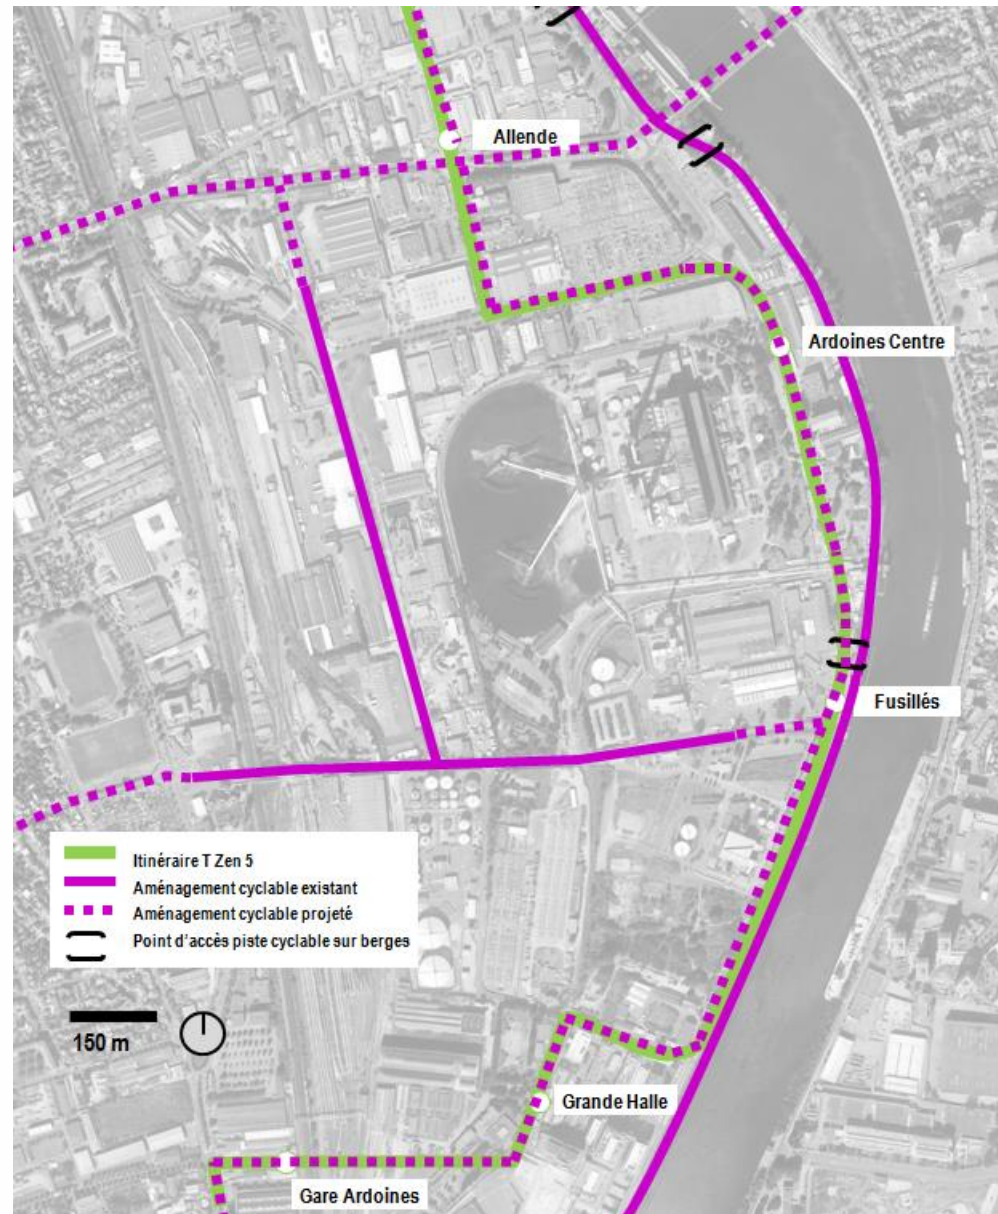 Allende
Ardoines Centre
Fusillés
Itinéraire T Zen 5
Aménagement cyclable existant
Aménagement cyclable projeté
Point d'accès piste cyclable sur berges
150 m
Grande Halle
Gare Ardoines